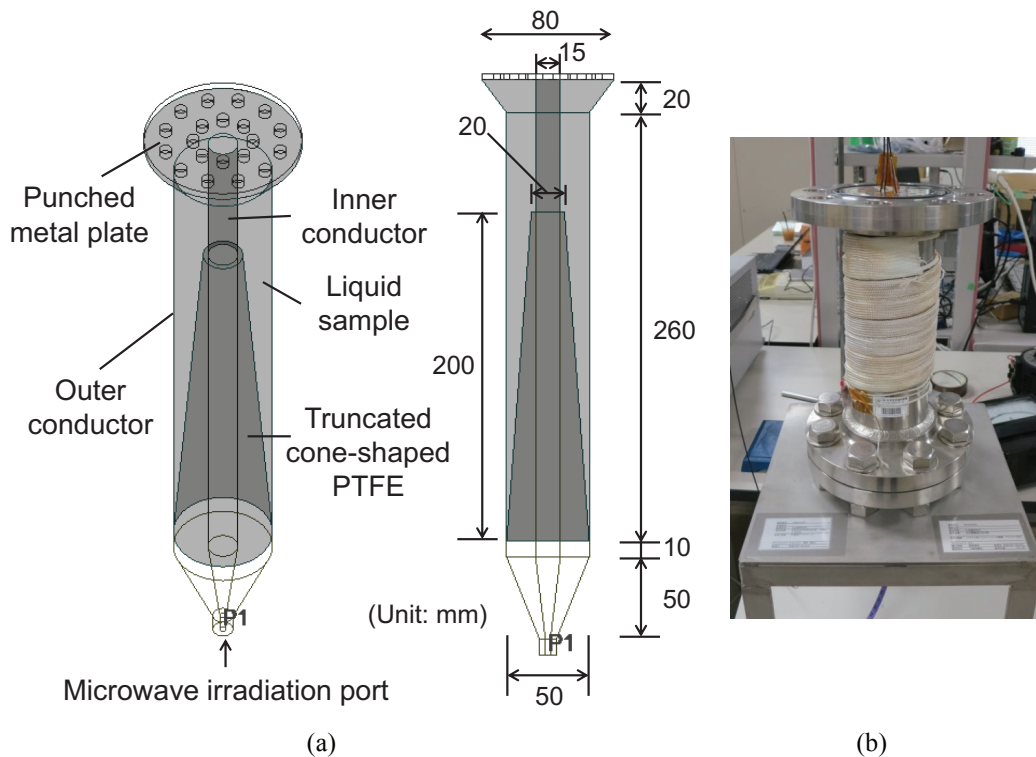 80
15
20
20
Punched
metal plate
Inner
conductor
Liquid
sample
260
200
Outer
conductor
Truncated
cone-shaped
PTFE
10
50
(Unit: mm)
P1
P1
Microwave irradiation port
50
(a)
(b)